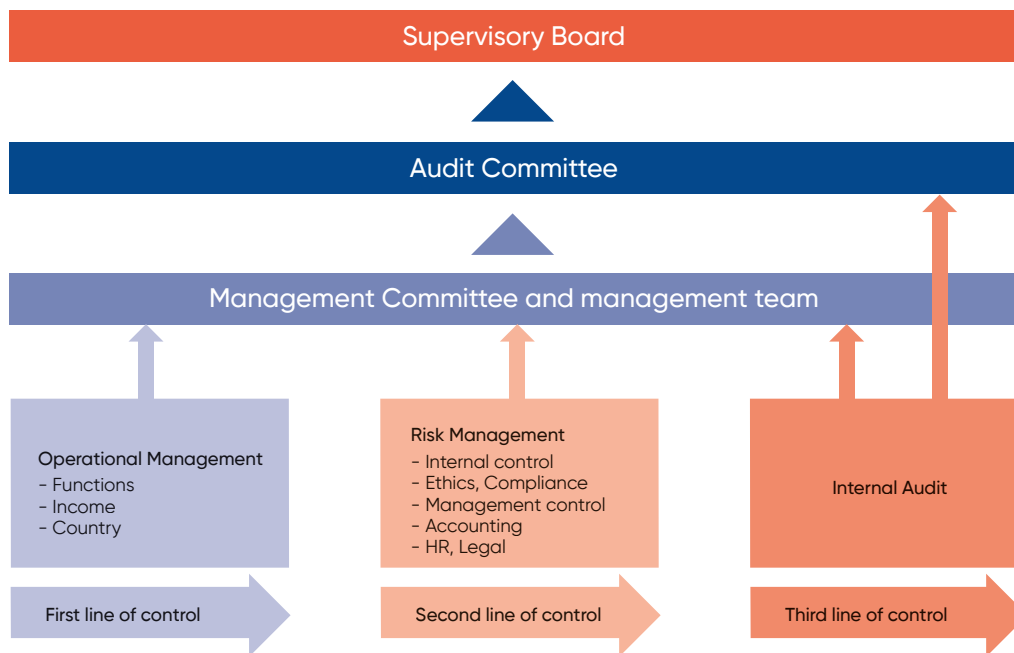 Supervisory Board
Audit Committee
Management Committee and management team
Operational Management
- Functions
- Income
- Country
Risk Management
- Internal control
- Ethics, Compliance
- Management control
- Accounting
- HR, Legal
Internal Audit
First line of control
Second line of control
Third line of control